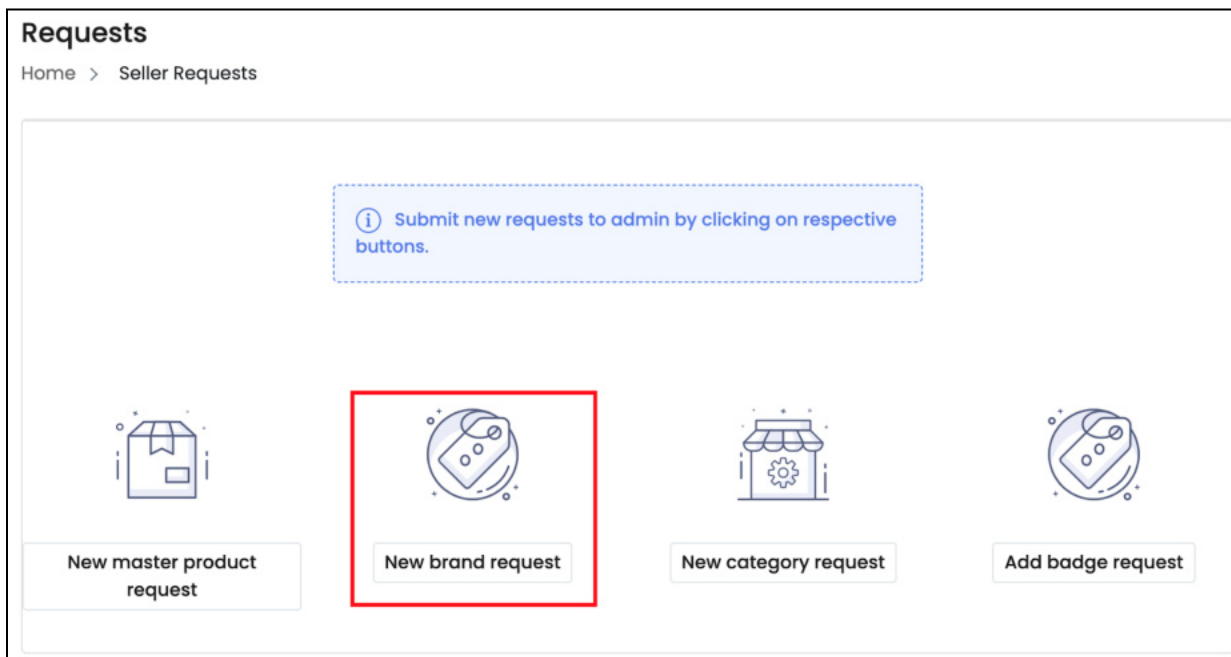 Requests
Home > Seller Requests
Submit new requests to admin by clicking on respective
buttons.
New master product
request
New brand request
New category request
Add badge request